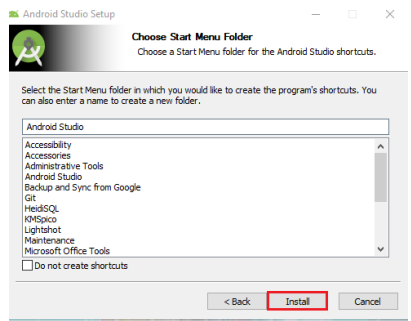 Android Studio Setup
Choose Start Menu Folder
Choose a Start Menu folder for the Android Studio shortcuts.
Select the Start Menu folder in which you would like to create the program's shortcuts. You
can also enter a name to create a new folder.
Android Studio
Accessibility
Accessories
Administrative Tools
Android Studio
Backup and Sync from Google
Git
HeidiSQL
KMSpico
Lightshot
Maintenance
Microsoft Office Tools
Do not create shortcuts
< Back
Install
Cancel